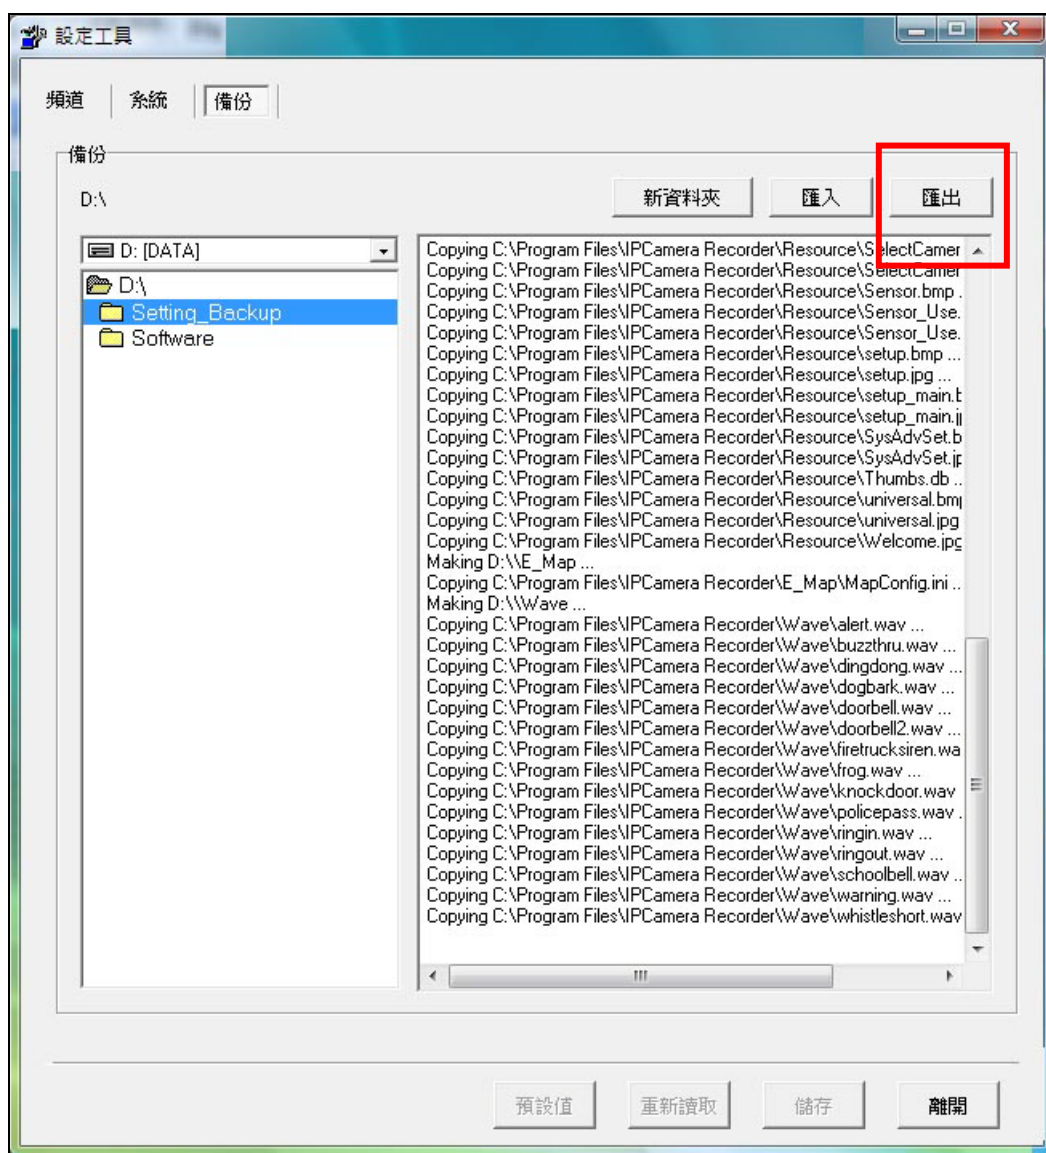 設定工具
頻道 系統 備份
備份
D:\ 新資料夾 匯入 匯出
D: [DATA]
D:\
Setting_Backup
Software
Copying C:\Program Files\IPCamera Recorder\Resource\SelectCamer
Copying C:\Program Files\IPCamera Recorder\Resource\SelectCamer
Copying C:\Program Files\IPCamera Recorder\Resource\Sensor.bmp .
Copying C:\Program Files\IPCamera Recorder\Resource\Sensor_Use.
Copying C:\Program Files\IPCamera Recorder\Resource\Sensor_Use.
Copying C:\Program Files\IPCamera Recorder\Resource\setup.bmp ...
Copying C:\Program Files\IPCamera Recorder\Resource\setup.jpg ...
Copying C:\Program Files\IPCamera Recorder\Resource\setup_main.b
Copying C:\Program Files\IPCamera Recorder\Resource\setup_main.j
Copying C:\Program Files\IPCamera Recorder\Resource\SysAdvSet.b
Copying C:\Program Files\IPCamera Recorder\Resource\SysAdvSet.jp
Copying C:\Program Files\IPCamera Recorder\Resource\Thumbs.db ..
Copying C:\Program Files\IPCamera Recorder\Resource\universal.bmp
Copying C:\Program Files\IPCamera Recorder\Resource\universal.jpg
Copying C:\Program Files\IPCamera Recorder\Resource\Welcome.jpg
Making D:\\E_Map ...
Copying C:\Program Files\IPCamera Recorder\E_Map\MapConfig.ini ..
Making D:\\Wave ...
Copying C:\Program Files\IPCamera Recorder\Wave\alert.wav ...
Copying C:\Program Files\IPCamera Recorder\Wave\buzzthru.wav ...
Copying C:\Program Files\IPCamera Recorder\Wave\dingdong.wav ...
Copying C:\Program Files\IPCamera Recorder\Wave\dogbark.wav ...
Copying C:\Program Files\IPCamera Recorder\Wave\doorbell.wav ...
Copying C:\Program Files\IPCamera Recorder\Wave\doorbell2.wav ...
Copying C:\Program Files\IPCamera Recorder\Wave\firetrucksiren.wa
Copying C:\Program Files\IPCamera Recorder\Wave\frog.wav ...
Copying C:\Program Files\IPCamera Recorder\Wave\knockdoor.wav
Copying C:\Program Files\IPCamera Recorder\Wave\policepass.wav .
Copying C:\Program Files\IPCamera Recorder\Wave\ringin.wav ...
Copying C:\Program Files\IPCamera Recorder\Wave\ringout.wav ...
Copying C:\Program Files\IPCamera Recorder\Wave\schoolbell.wav ..
Copying C:\Program Files\IPCamera Recorder\Wave\warning.wav ...
Copying C:\Program Files\IPCamera Recorder\Wave\whistleshort.wav
預設值 重新讀取 儲存 離開